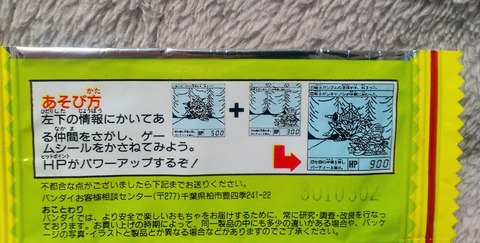 あそび方
左下の情報にかいてあ
る仲間をさがし、ゲー
ムシールをかさねてみよう。
HPがパワーアップするぞ!
HP 500
+
HP 300
HP 900
不都合な点がございましたら下記までお送りください。
バンダイお客様相談センター(〒277)千葉県柏市豊四季241-22
3010302
おことわり
バンダイでは、より安全で楽しいおもちゃをお届けするために、常に研究・調査・改良を行なっ
ております。お買い上げの時期によって、同一製品の中にも多少の違いがある場合や、パッケ
ージの写真・イラストと製品とが異なる場合などがありますのでご了承ください。